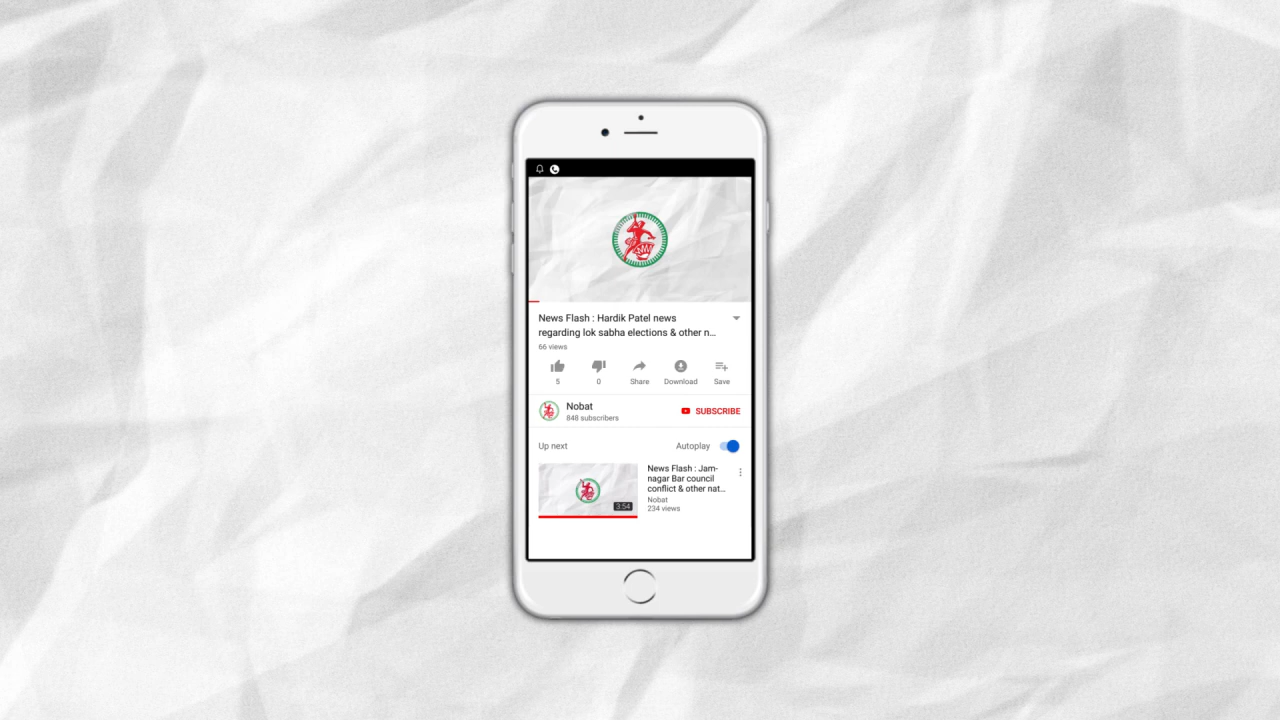 News Flash : Hardik Patel news
regarding lok sabha elections & other n...
66 views
5
0
Share
Download
Save
Nobat
848 subscribers
SUBSCRIBE
Up next
Autoplay
News Flash : Jam-
nagar Bar council
conflict & other nat...
Nobat
234 views
3:54